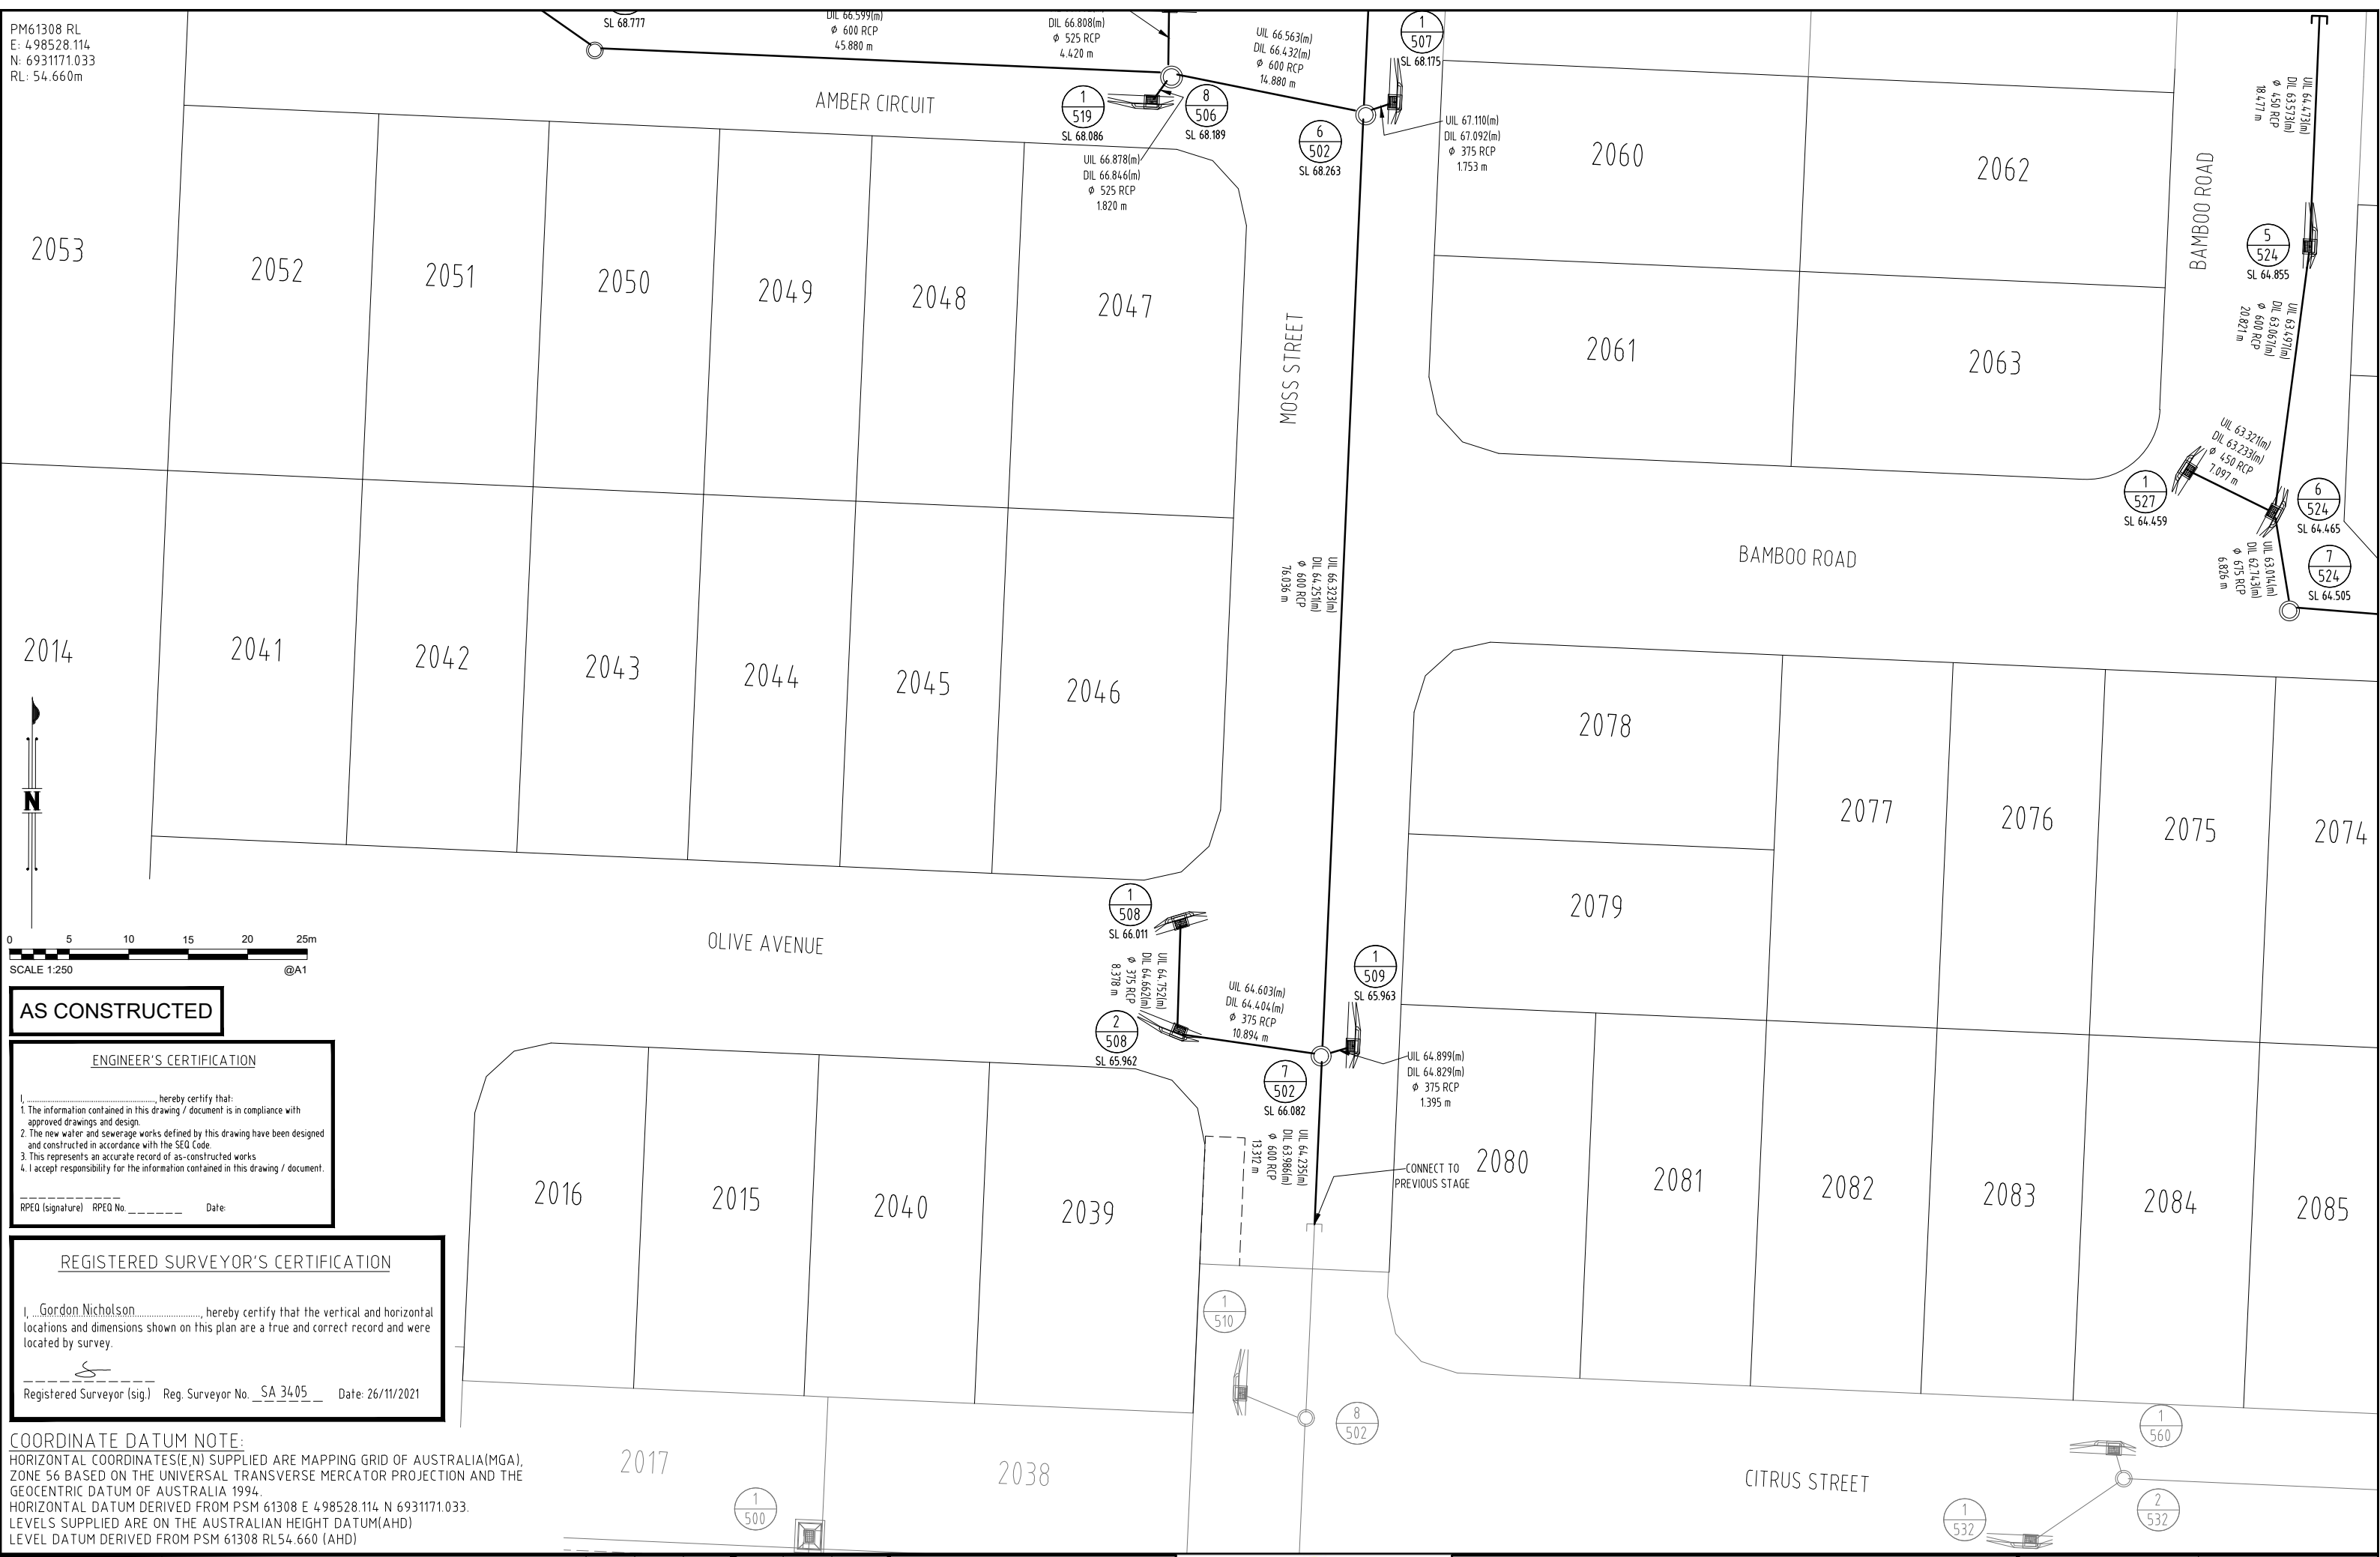 PM61308 RL
E: 498528.114
N: 6931171.033
RL: 54.660m
SL 68.777
DIL 66.599(m)
Φ 600 RCP
45.880 m
DIL 66.808(m)
Φ 525 RCP
4.420 m
UIL 66.563(m)
DIL 66.432(m)
Φ 600 RCP
14.880 m
1
507
SL 68.175
AMBER CIRCUIT
1
519
SL 68.086
8
506
SL 68.189
6
502
SL 68.263
UIL 66.878(m)
DIL 66.846(m)
Φ 525 RCP
1.820 m
UIL 67.110(m)
DIL 67.092(m)
Φ 375 RCP
1.753 m
2060
2062
BAMBOO ROAD
UIL 64.473(m)
DIL 63.573(m)
Φ 450 RCP
18.477 m
5
524
SL 64.855
2053
2052
2051
2050
2049
2048
2047
MOSS STREET
2061
2063
UIL 63.497(m)
DIL 63.067(m)
Φ 600 RCP
20.821 m
UIL 63.321(m)
DIL 63.233(m)
Φ 450 RCP
7.097 m
1
527
SL 64.459
6
524
SL 64.465
7
524
SL 64.505
UIL 63.014(m)
DIL 62.743(m)
Φ 675 RCP
6.826 m
BAMBOO ROAD
UIL 66.323(m)
DIL 64.251(m)
Φ 600 RCP
76.036 m
2014
2041
2042
2043
2044
2045
2046
2078
2077
2076
2075
2074
2079
N
0 5 10 15 20 25m
SCALE 1:250 @A1
OLIVE AVENUE
1
508
SL 66.011
UIL 64.752(m)
DIL 64.662(m)
Φ 375 RCP
8.378 m
2
508
SL 65.962
UIL 64.603(m)
DIL 64.404(m)
Φ 375 RCP
10.894 m
1
509
SL 65.963
7
502
SL 66.082
UIL 64.899(m)
DIL 64.829(m)
Φ 375 RCP
1.395 m
UIL 64.235(m)
DIL 63.986(m)
Φ 600 RCP
13.312 m
CONNECT TO
PREVIOUS STAGE
2016
2015
2040
2039
2080
2081
2082
2083
2084
2085
AS CONSTRUCTED
ENGINEER'S CERTIFICATION
I, ........, hereby certify that:
1. The information contained in this drawing / document is in compliance with
approved drawings and design.
2. The new water and sewerage works defined by this drawing have been designed
and constructed in accordance with the SEQ Code.
3. This represents an accurate record of as-constructed works
4. I accept responsibility for the information contained in this drawing / document.
RPEQ (signature) RPEQ No. ______ Date:
REGISTERED SURVEYOR'S CERTIFICATION
I, Gordon Nicholson, hereby certify that the vertical and horizontal
locations and dimensions shown on this plan are a true and correct record and were
located by survey.
Registered Surveyor (sig.) Reg. Surveyor No. SA 3405 Date: 26/11/2021
COORDINATE DATUM NOTE:
HORIZONTAL COORDINATES(E,N) SUPPLIED ARE MAPPING GRID OF AUSTRALIA(MGA),
ZONE 56 BASED ON THE UNIVERSAL TRANSVERSE MERCATOR PROJECTION AND THE
GEOCENTRIC DATUM OF AUSTRALIA 1994.
HORIZONTAL DATUM DERIVED FROM PSM 61308 E 498528.114 N 6931171.033.
LEVELS SUPPLIED ARE ON THE AUSTRALIAN HEIGHT DATUM(AHD)
LEVEL DATUM DERIVED FROM PSM 61308 RL54.660 (AHD)
1
510
8
502
2017
2038
1
500
CITRUS STREET
1
560
2
532
1
532